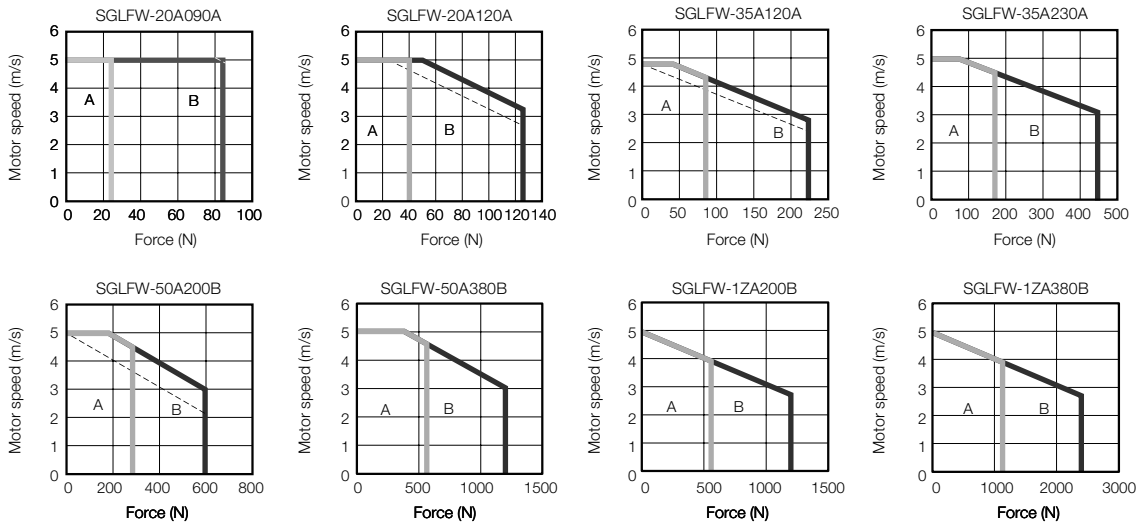 SGLFW-20A090A
Motor speed (m/s)
6
5
4
3
2
1
0
A
B
0 20 40 60 80 100
Force (N)
SGLFW-20A120A
Motor speed (m/s)
6
5
4
3
2
1
0
A
B
0 20 40 60 80 100 120 140
Force (N)
SGLFW-35A120A
Motor speed (m/s)
6
5
4
3
2
1
0
A
B
0 50 100 150 200 250
Force (N)
SGLFW-35A230A
Motor speed (m/s)
6
5
4
3
2
1
0
A
B
0 100 200 300 400 500
Force (N)
SGLFW-50A200B
Motor speed (m/s)
6
5
4
3
2
1
0
A
B
0 200 400 600 800
Force (N)
SGLFW-50A380B
Motor speed (m/s)
6
5
4
3
2
1
0
A
B
0 500 1000 1500
Force (N)
SGLFW-1ZA200B
Motor speed (m/s)
6
5
4
3
2
1
0
A
B
0 500 1000 1500
Force (N)
SGLFW-1ZA380B
Motor speed (m/s)
6
5
4
3
2
1
0
A
B
0 1000 2000 3000
Force (N)